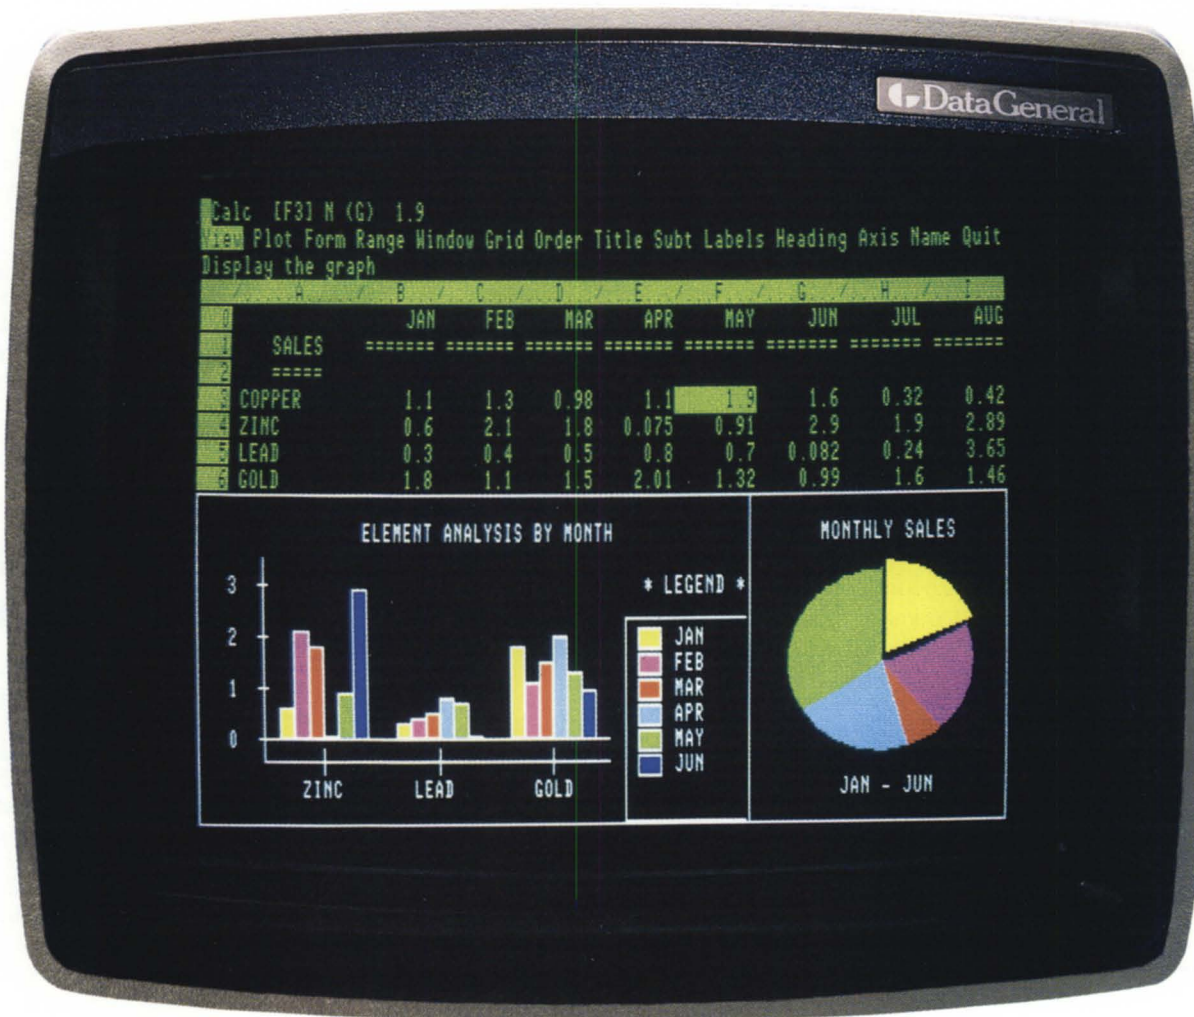 DataGeneral
Calc [F3] N (G) 1.9
View Plot Form Range Window Grid Order Title Subt Labels Heading Axis Name Quit
Display the graph
/ A / B / C / D / E / F / G / H / I
0 JAN FEB MAR APR MAY JUN JUL AUG
1 SALES ======= ======= ======= ======= ======= ======= ======= =======
2 =====
3 COPPER 1.1 1.3 0.98 1.1 1.9 1.6 0.32 0.42
4 ZINC 0.6 2.1 1.8 0.075 0.91 2.9 1.9 2.89
5 LEAD 0.3 0.4 0.5 0.8 0.7 0.082 0.24 3.65
6 GOLD 1.8 1.1 1.5 2.01 1.32 0.99 1.6 1.46
ELEMENT ANALYSIS BY MONTH
3
2
1
0
ZINC LEAD GOLD
* LEGEND *
JAN
FEB
MAR
APR
MAY
JUN
MONTHLY SALES
JAN - JUN